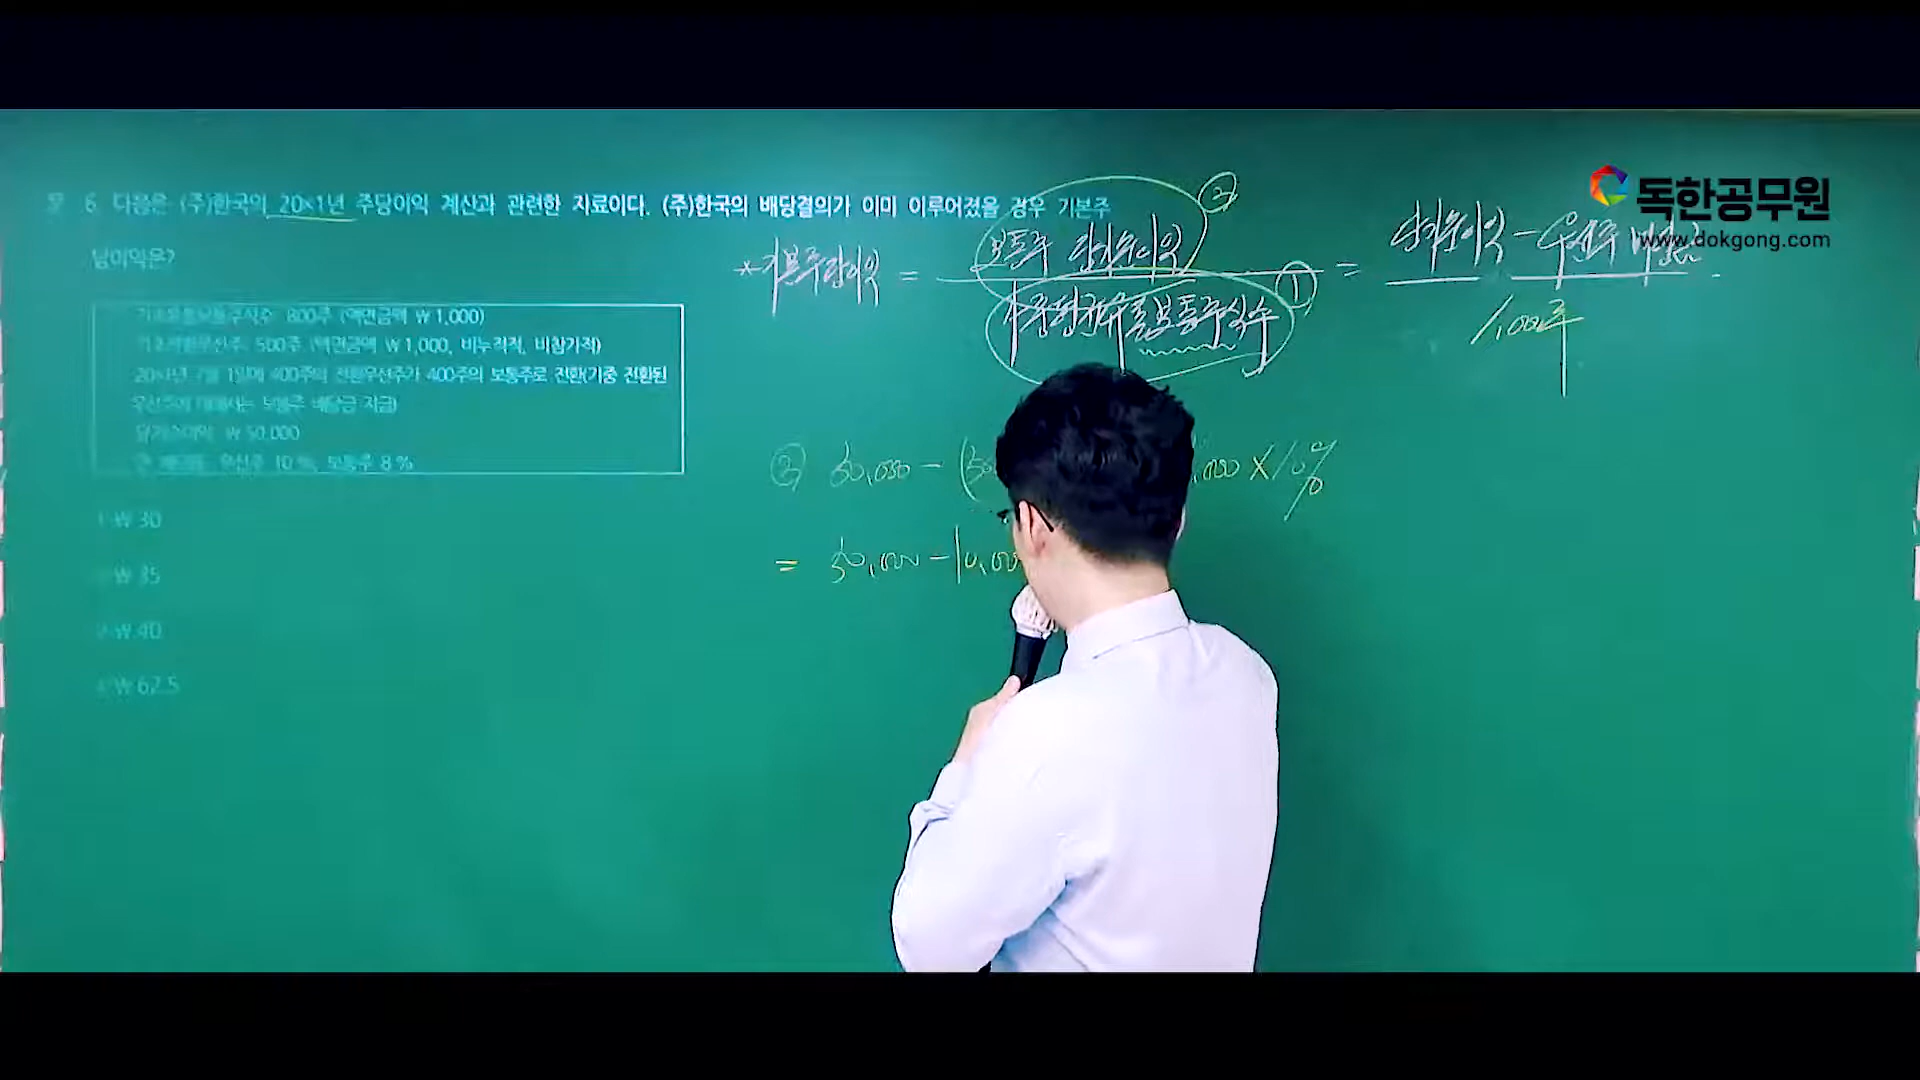 문 6. 다음은 (주)한국의 20×1년 주당이익 계산과 관련한 자료이다. (주)한국의 배당결의가 이미 이루어졌을 경우 기본주
당이익은?
기초유통보통주식수: 800주 (액면금액 ₩1,000)
기초전환우선주: 500주 (액면금액 ₩1,000, 비누적적, 비참가적)
20×1년 7월 1일에 400주의 전환우선주가 400주의 보통주로 전환(기중 전환된
우선주에 대해서는 보통주 배당금 지급)
당기순이익: ₩50,000
연 배당률: 우선주 10%, 보통주 8%
₩30
₩35
₩40
₩62.5
②
*기본주당이익 = 보통주 당기순이익 = 당기순이익 - 우선주
가중평균유통보통주식수 ① 1,000주
② 50,000 - ( ,000 ×10%
= 50,000 - 10,000
독한공무원
www.dokgong.com